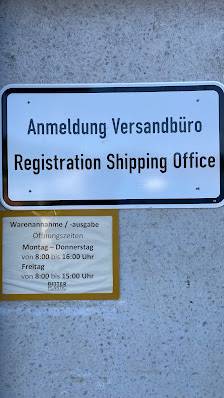 Anmeldung Versandbüro
Registration Shipping Office
Warenannahme / -ausgabe
Öffnungszeiten
Montag – Donnerstag
von 8:00 bis 16:00 Uhr
Freitag
von 8:00 bis 15:00 Uhr